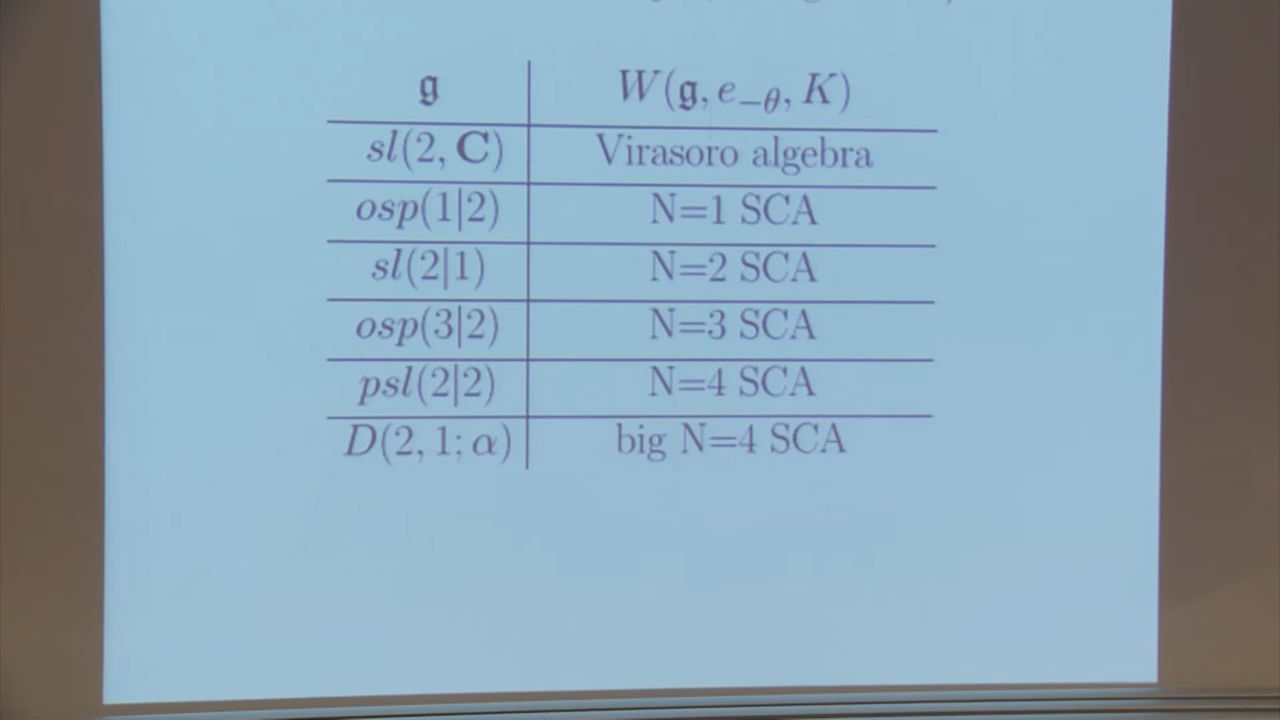 𝔤 W(𝔤, e_{−θ}, K)
sl(2, C) Virasoro algebra
osp(1|2) N=1 SCA
sl(2|1) N=2 SCA
osp(3|2) N=3 SCA
psl(2|2) N=4 SCA
D(2, 1; α) big N=4 SCA